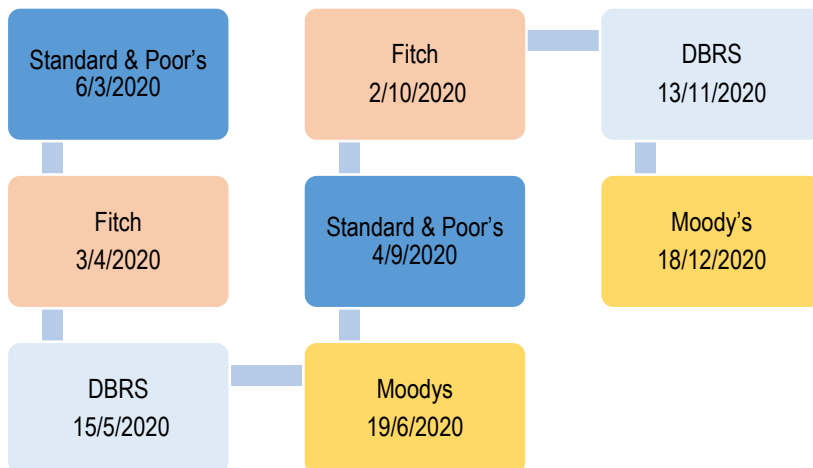 Standard & Poor’s
6/3/2020
Fitch
3/4/2020
DBRS
15/5/2020
Moodys
19/6/2020
Standard & Poor’s
4/9/2020
Fitch
2/10/2020
DBRS
13/11/2020
Moody’s
18/12/2020